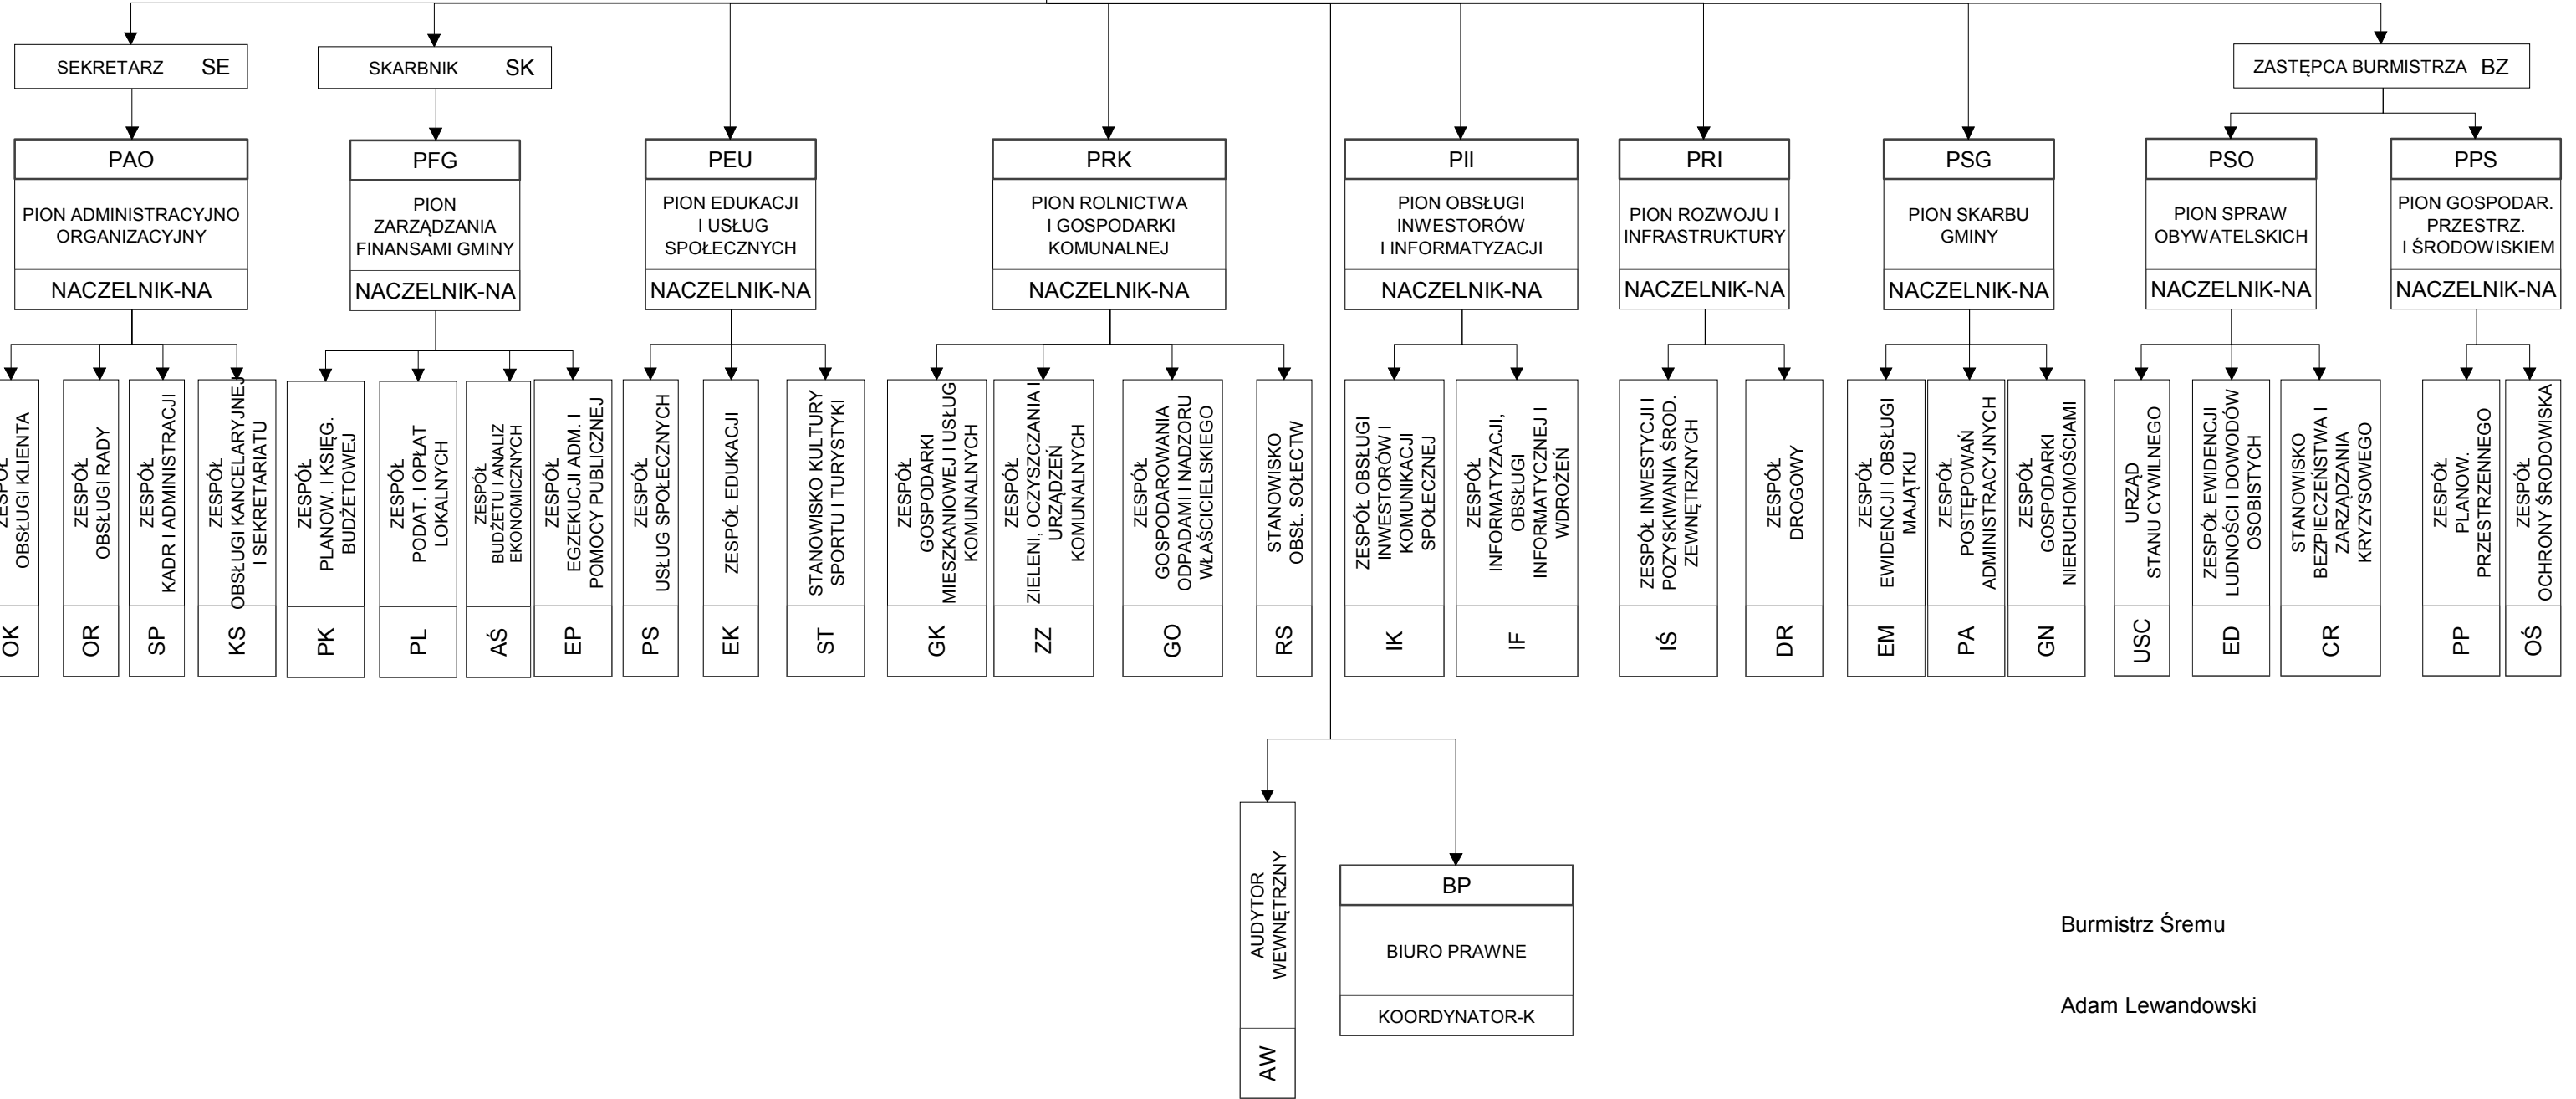 SEKRETARZ SE
SKARBNIK SK
ZASTĘPCA BURMISTRZA BZ
PAO
PION ADMINISTRACYJNO
ORGANIZACYJNY
NACZELNIK-NA
PFG
PION
ZARZĄDZANIA
FINANSAMI GMINY
NACZELNIK-NA
PEU
PION EDUKACJI
I USŁUG
SPOŁECZNYCH
NACZELNIK-NA
PRK
PION ROLNICTWA
I GOSPODARKI
KOMUNALNEJ
NACZELNIK-NA
PII
PION OBSŁUGI
INWESTORÓW
I INFORMATYZACJI
NACZELNIK-NA
PRI
PION ROZWOJU I
INFRASTRUKTURY
NACZELNIK-NA
PSG
PION SKARBU
GMINY
NACZELNIK-NA
PSO
PION SPRAW
OBYWATELSKICH
NACZELNIK-NA
PPS
PION GOSPODAR.
PRZESTRZ.
I ŚRODOWISKIEM
NACZELNIK-NA
ZESPÓŁ
OBSŁUGI KLIENTA
OK
ZESPÓŁ
OBSŁUGI RADY
OR
ZESPÓŁ
KADR I ADMINISTRACJI
SP
ZESPÓŁ
OBSŁUGI KANCELARYJNEJ
I SEKRETARIATU
KS
ZESPÓŁ
PLANOW. I KSIĘG.
BUDŻETOWEJ
PK
ZESPÓŁ
PODAT. I OPŁAT
LOKALNYCH
PL
ZESPÓŁ
BUDŻETU I ANALIZ
EKONOMICZNYCH
AŚ
ZESPÓŁ
EGZEKUCJI ADM. I
POMOCY PUBLICZNEJ
EP
ZESPÓŁ
USŁUG SPOŁECZNYCH
PS
ZESPÓŁ EDUKACJI
EK
STANOWISKO KULTURY
SPORTU I TURYSTYKI
ST
ZESPÓŁ
GOSPODARKI
MIESZKANIOWEJ I USŁUG
KOMUNALNYCH
GK
ZESPÓŁ
ZIELENI, OCZYSZCZANIA I
URZĄDZEŃ
KOMUNALNYCH
ZZ
ZESPÓŁ
GOSPODAROWANIA
ODPADAMI I NADZORU
WŁAŚCICIELSKIEGO
GO
STANOWISKO
OBSŁ. SOŁECTW
RS
ZESPÓŁ OBSŁUGI
INWESTORÓW I
KOMUNIKACJI
SPOŁECZNEJ
IK
ZESPÓŁ
INFORMATYZACJI,
OBSŁUGI
INFORMATYCZNEJ I
WDROŻEŃ
IF
ZESPÓŁ INWESTYCJI I
POZYSKIWANIA ŚROD.
ZEWNĘTRZNYCH
IŚ
ZESPÓŁ
DROGOWY
DR
ZESPÓŁ
EWIDENCJI I OBSŁUGI
MAJĄTKU
EM
ZESPÓŁ
POSTĘPOWAŃ
ADMINISTRACYJNYCH
PA
ZESPÓŁ
GOSPODARKI
NIERUCHOMOŚCIAMI
GN
URZĄD
STANU CYWILNEGO
USC
ZESPÓŁ EWIDENCJI
LUDNOŚCI I DOWODÓW
OSOBISTYCH
ED
STANOWISKO
BEZPIECZEŃSTWA I
ZARZĄDZANIA
KRYZYSOWEGO
CR
ZESPÓŁ
PLANOW.
PRZESTRZENNEGO
PP
ZESPÓŁ
OCHRONY ŚRODOWISKA
OŚ
AUDYTOR
WEWNĘTRZNY
AW
BP
BIURO PRAWNE
KOORDYNATOR-K
Burmistrz Śremu
Adam Lewandowski